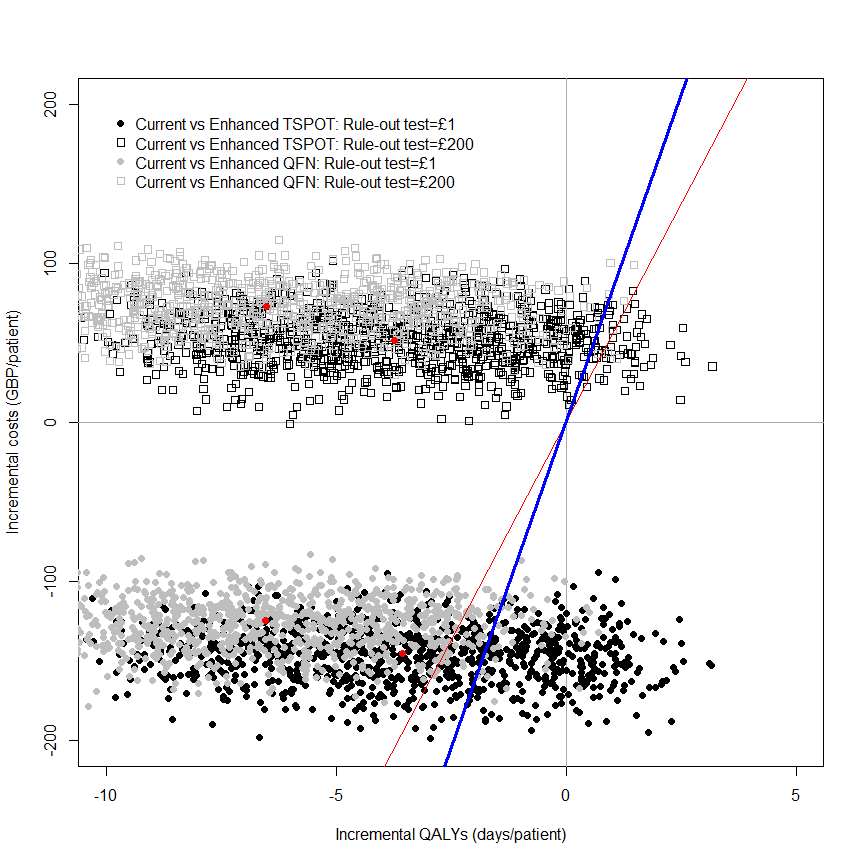 Current vs Enhanced TSPOT: Rule-out test=£1
Current vs Enhanced TSPOT: Rule-out test=£200
Current vs Enhanced QFN: Rule-out test=£1
Current vs Enhanced QFN: Rule-out test=£200
200
100
0
-100
-200
Incremental costs (GBP/patient)
-10 -5 0 5
Incremental QALYs (days/patient)